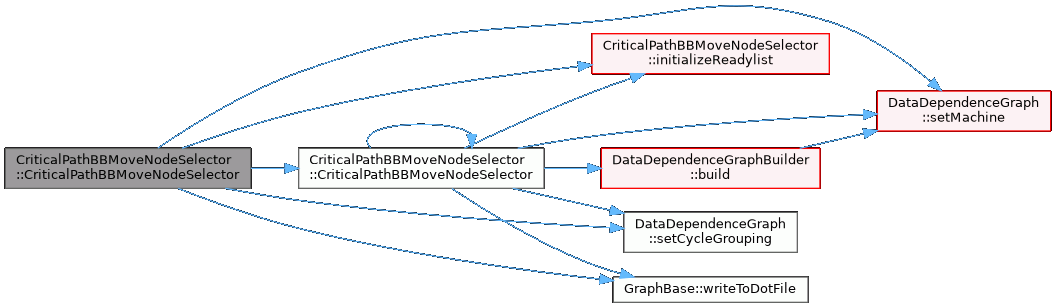 CriticalPathBBMoveNodeSelector
::CriticalPathBBMoveNodeSelector
CriticalPathBBMoveNodeSelector
::CriticalPathBBMoveNodeSelector
CriticalPathBBMoveNodeSelector
::initializeReadylist
DataDependenceGraphBuilder
::build
DataDependenceGraph
::setCycleGrouping
GraphBase::writeToDotFile
DataDependenceGraph
::setMachine